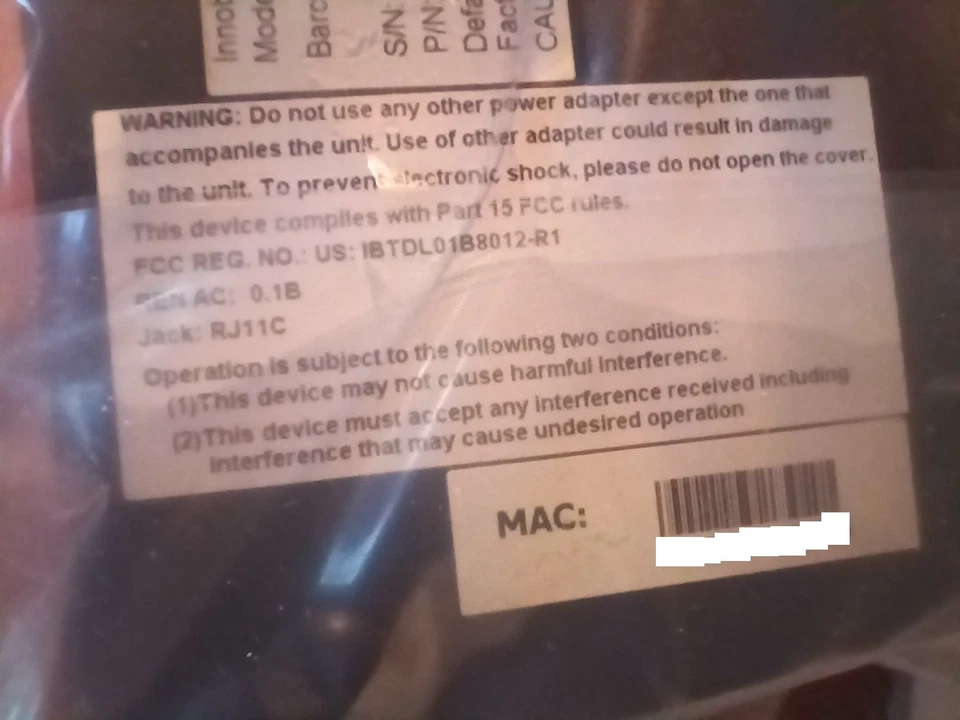 Innob
Mode
Barc
S/N:
P/N:
Defa
Fact
CAU
WARNING: Do not use any other power adapter except the one that
accompanies the unit. Use of other adapter could result in damage
to the unit. To prevent electronic shock, please do not open the cover.
This device complies with Part 15 FCC rules.
FCC REG. NO.: US: IBTDL01B8012-R1
REN AC: 0.1B
Jack: RJ11C
Operation is subject to the following two conditions:
(1)This device may not cause harmful interference.
(2)This device must accept any interference received including
interference that may cause undesired operation
MAC: